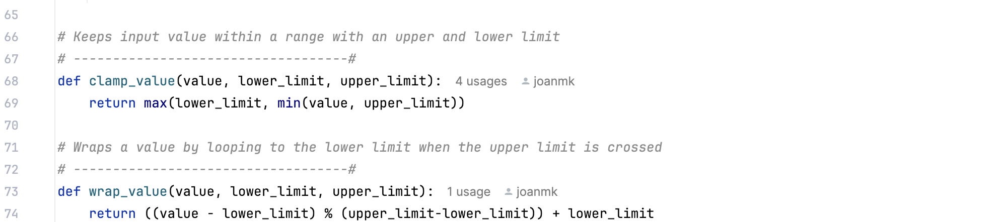 65
66 # Keeps input value within a range with an upper and lower limit
67 # -----------------------------------#
68 def clamp_value(value, lower_limit, upper_limit): 4 usages joanmk
69     return max(lower_limit, min(value, upper_limit))
70
71 # Wraps a value by looping to the lower limit when the upper limit is crossed
72 # -----------------------------------#
73 def wrap_value(value, lower_limit, upper_limit): 1 usage joanmk
74     return ((value - lower_limit) % (upper_limit-lower_limit)) + lower_limit